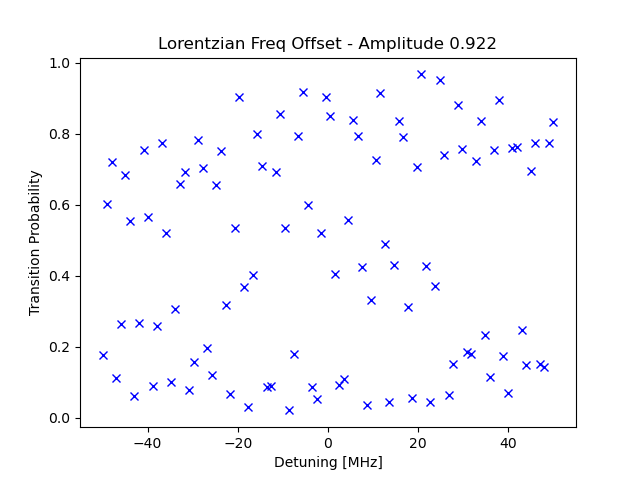 Lorentzian Freq Offset - Amplitude 0.922
1.0
0.8
0.6
0.4
0.2
0.0
Transition Probability
−40 −20 0 20 40
Detuning [MHz]